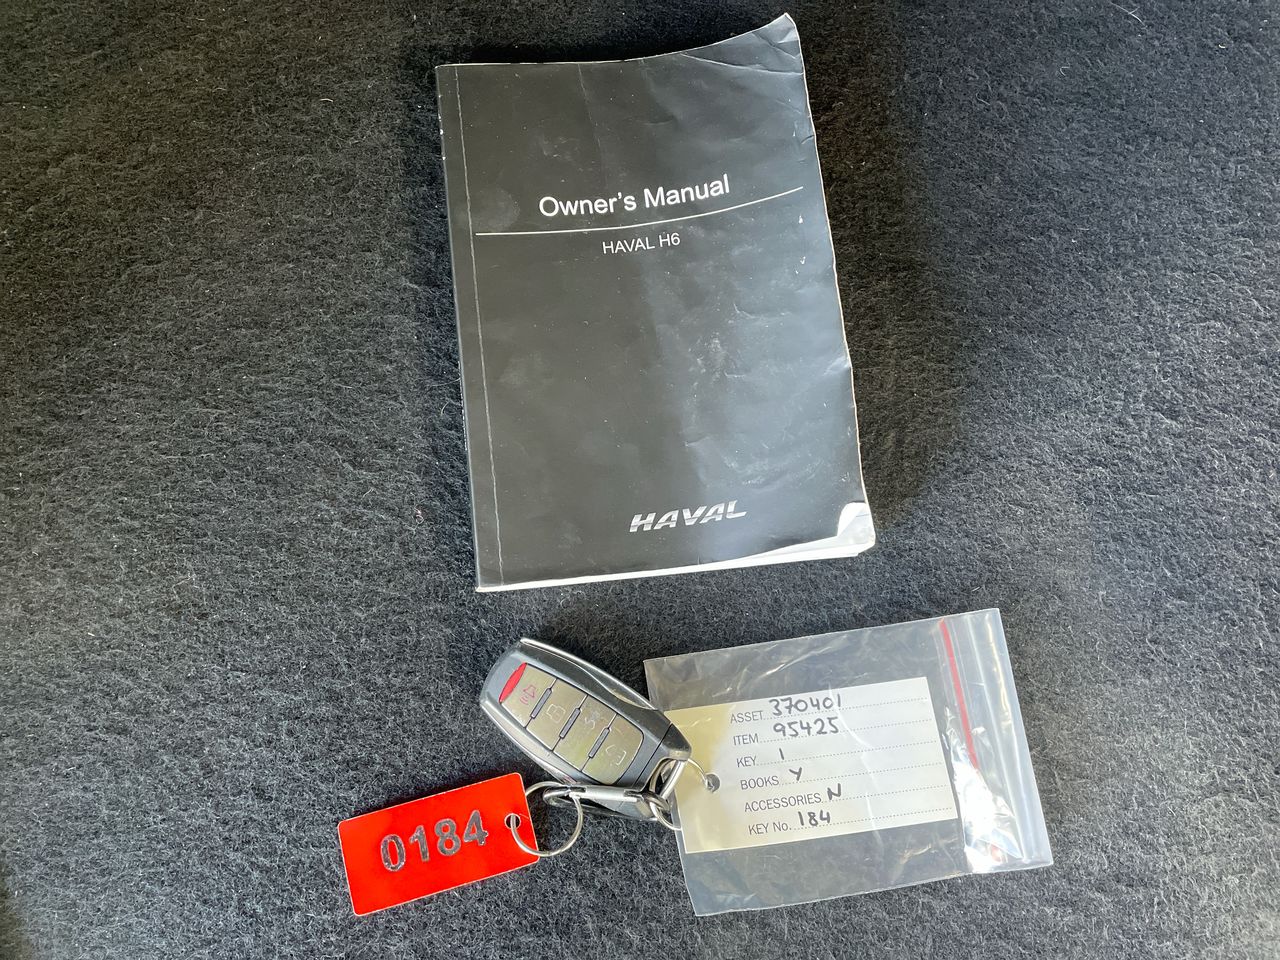 Owner's Manual
HAVAL H6
HAVAL
ASSET 370401
ITEM 95425
KEY 1
BOOKS Y
ACCESSORIES N
KEY No. 184
0184